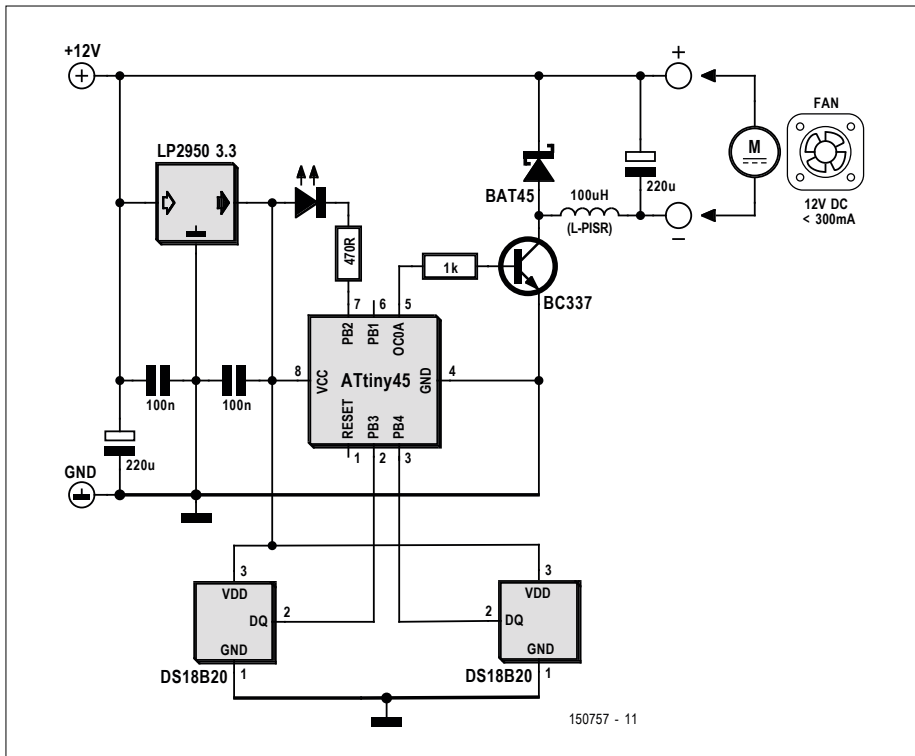 +12V
+
LP2950 3.3
FAN
M
BAT45
100uH
(L-PISR)
220u
12V DC
< 300mA
–
470R
1k
BC337
7
6
5
PB2
PB1
OC0A
8
VCC
ATtiny45
GND
4
100n
100n
RESET
PB3
PB4
1
2
3
220u
GND
3
VDD
DQ
2
GND
1
DS18B20
3
VDD
2
DQ
GND
1
DS18B20
150757 - 11